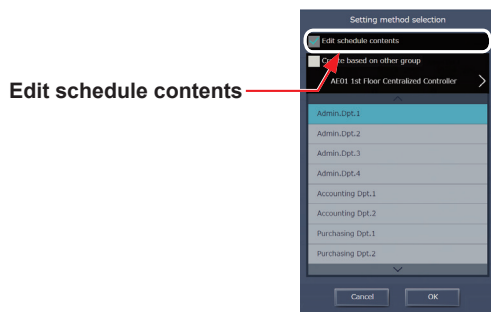 Setting method selection
Edit schedule contents
Edit schedule contents
Create based on other group
AE01 1st Floor Centralized Controller
Admin.Dpt.1
Admin.Dpt.2
Admin.Dpt.3
Admin.Dpt.4
Accounting Dpt.1
Accounting Dpt.2
Purchasing Dpt.1
Purchasing Dpt.2
Cancel
OK